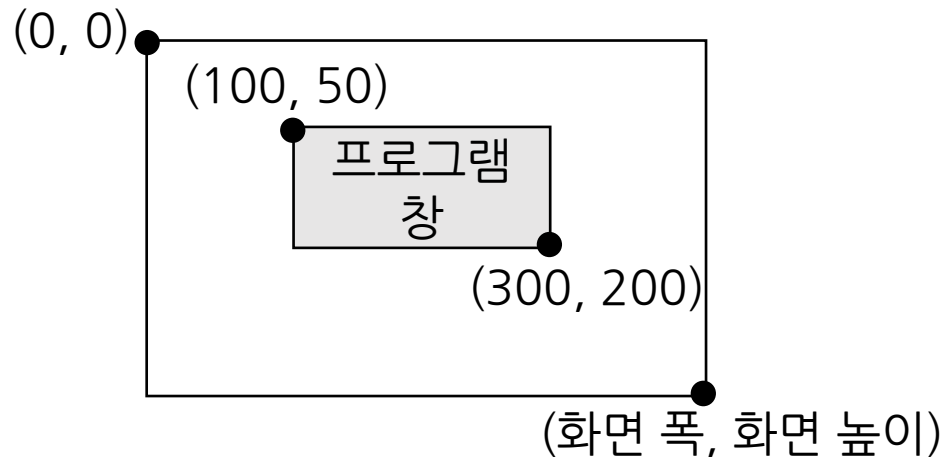 (0, 0)
(100, 50)
프로그램
창
(300, 200)
(화면 폭, 화면 높이)